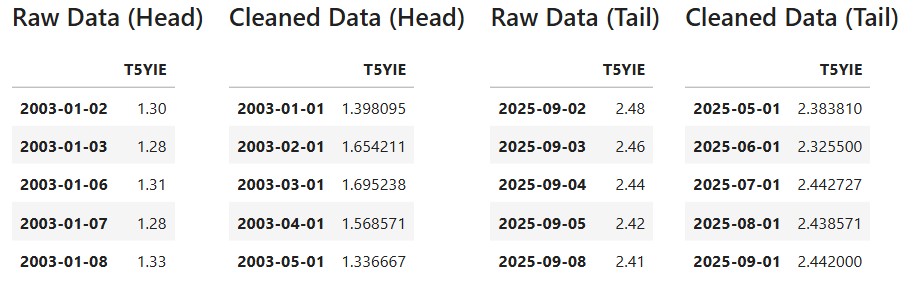 Raw Data (Head) Cleaned Data (Head) Raw Data (Tail) Cleaned Data (Tail)
T5YIE T5YIE T5YIE T5YIE
2003-01-02 1.30 2003-01-01 1.398095 2025-09-02 2.48 2025-05-01 2.383810
2003-01-03 1.28 2003-02-01 1.654211 2025-09-03 2.46 2025-06-01 2.325500
2003-01-06 1.31 2003-03-01 1.695238 2025-09-04 2.44 2025-07-01 2.442727
2003-01-07 1.28 2003-04-01 1.568571 2025-09-05 2.42 2025-08-01 2.438571
2003-01-08 1.33 2003-05-01 1.336667 2025-09-08 2.41 2025-09-01 2.442000